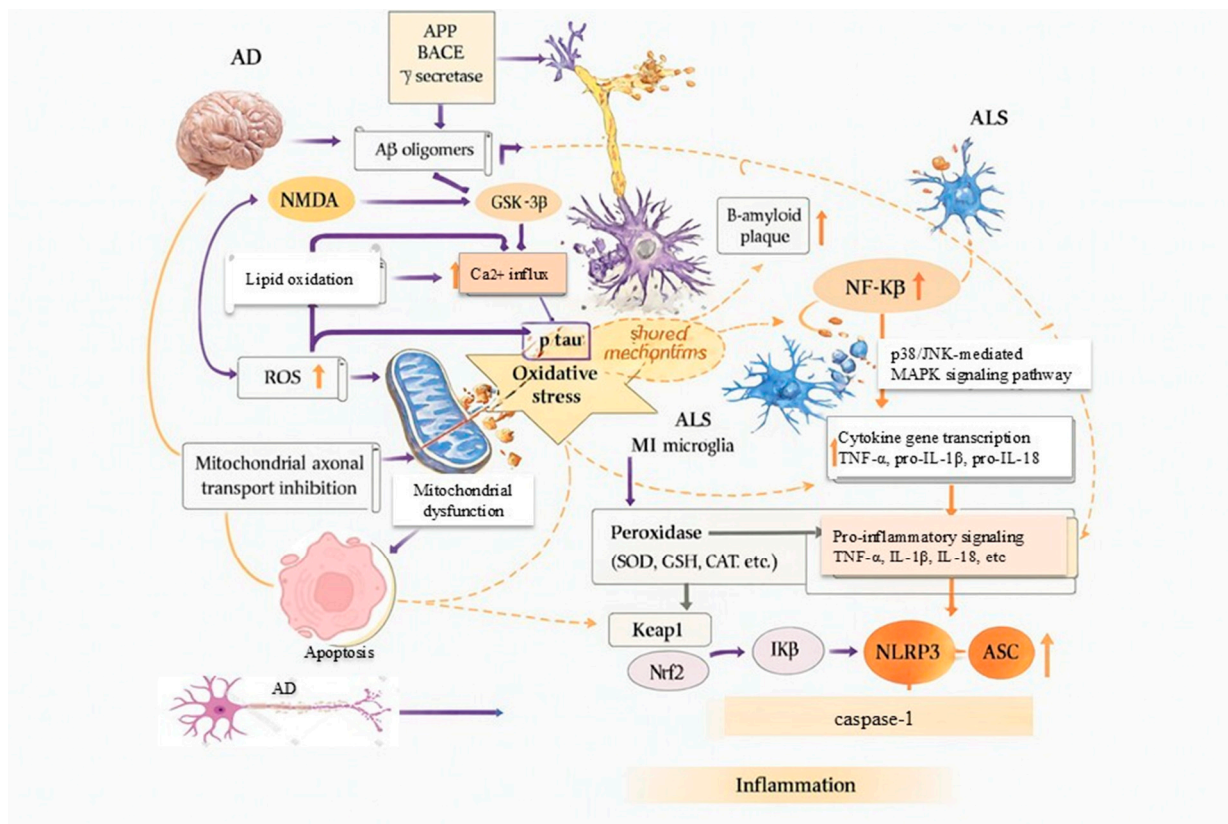 APP
BACE
γ secretase
AD
ALS
Aβ oligomers
NMDA
GSK-3β
B-amyloid
plaque
Lipid oxidation
Ca2+ influx
NF-Kβ
p tau
shored
mechontrms
p38/JNK-mediated
MAPK signaling pathway
ROS
Oxidative
stress
ALS
MI microglia
Cytokine gene transcription
TNF-α, pro-IL-1β, pro-IL-18
Mitochondrial axonal
transport inhibition
Mitochondrial
dysfunction
Peroxidase
(SOD, GSH, CAT. etc.)
Pro-inflammatory signaling
TNF-α, IL-1β, IL-18, etc
Keap1
Nrf2
IKβ
NLRP3
ASC
Apoptosis
AD
caspase-1
Inflammation